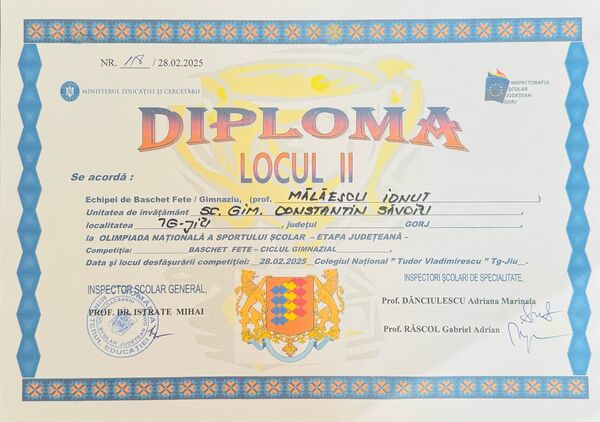 NR. 118 / 28.02.2025
MINISTERUL EDUCAȚIEI ȘI CERCETĂRII
INSPECTORATUL
ȘCOLAR
JUDEȚEAN
GORJ
DIPLOMA
LOCUL II
Se acordă :
Echipei de Baschet Fete / Gimnaziu, (prof. MĂLĂESCU IONUȚ )
Unitatea de învățământ SC. GIM. CONSTANTIN SĂVOIU
localitatea TG-JIU , județul GORJ
la OLIMPIADA NAȚIONALĂ A SPORTULUI ȘCOLAR – ETAPA JUDEȚEANĂ –
Competiția: BASCHET FETE – CICLUL GIMNAZIAL
Data și locul desfășurării competiției: 28.02.2025 Colegiul Național " Tudor Vladimirescu " Tg-Jiu .
INSPECTOR ȘCOLAR GENERAL,
PROF. DR. ISTRATE MIHAI
INSPECTORI ȘCOLARI DE SPECIALITATE,
Prof. DĂNCIULESCU Adriana Marinela
Prof. RĂSCOL Gabriel Adrian